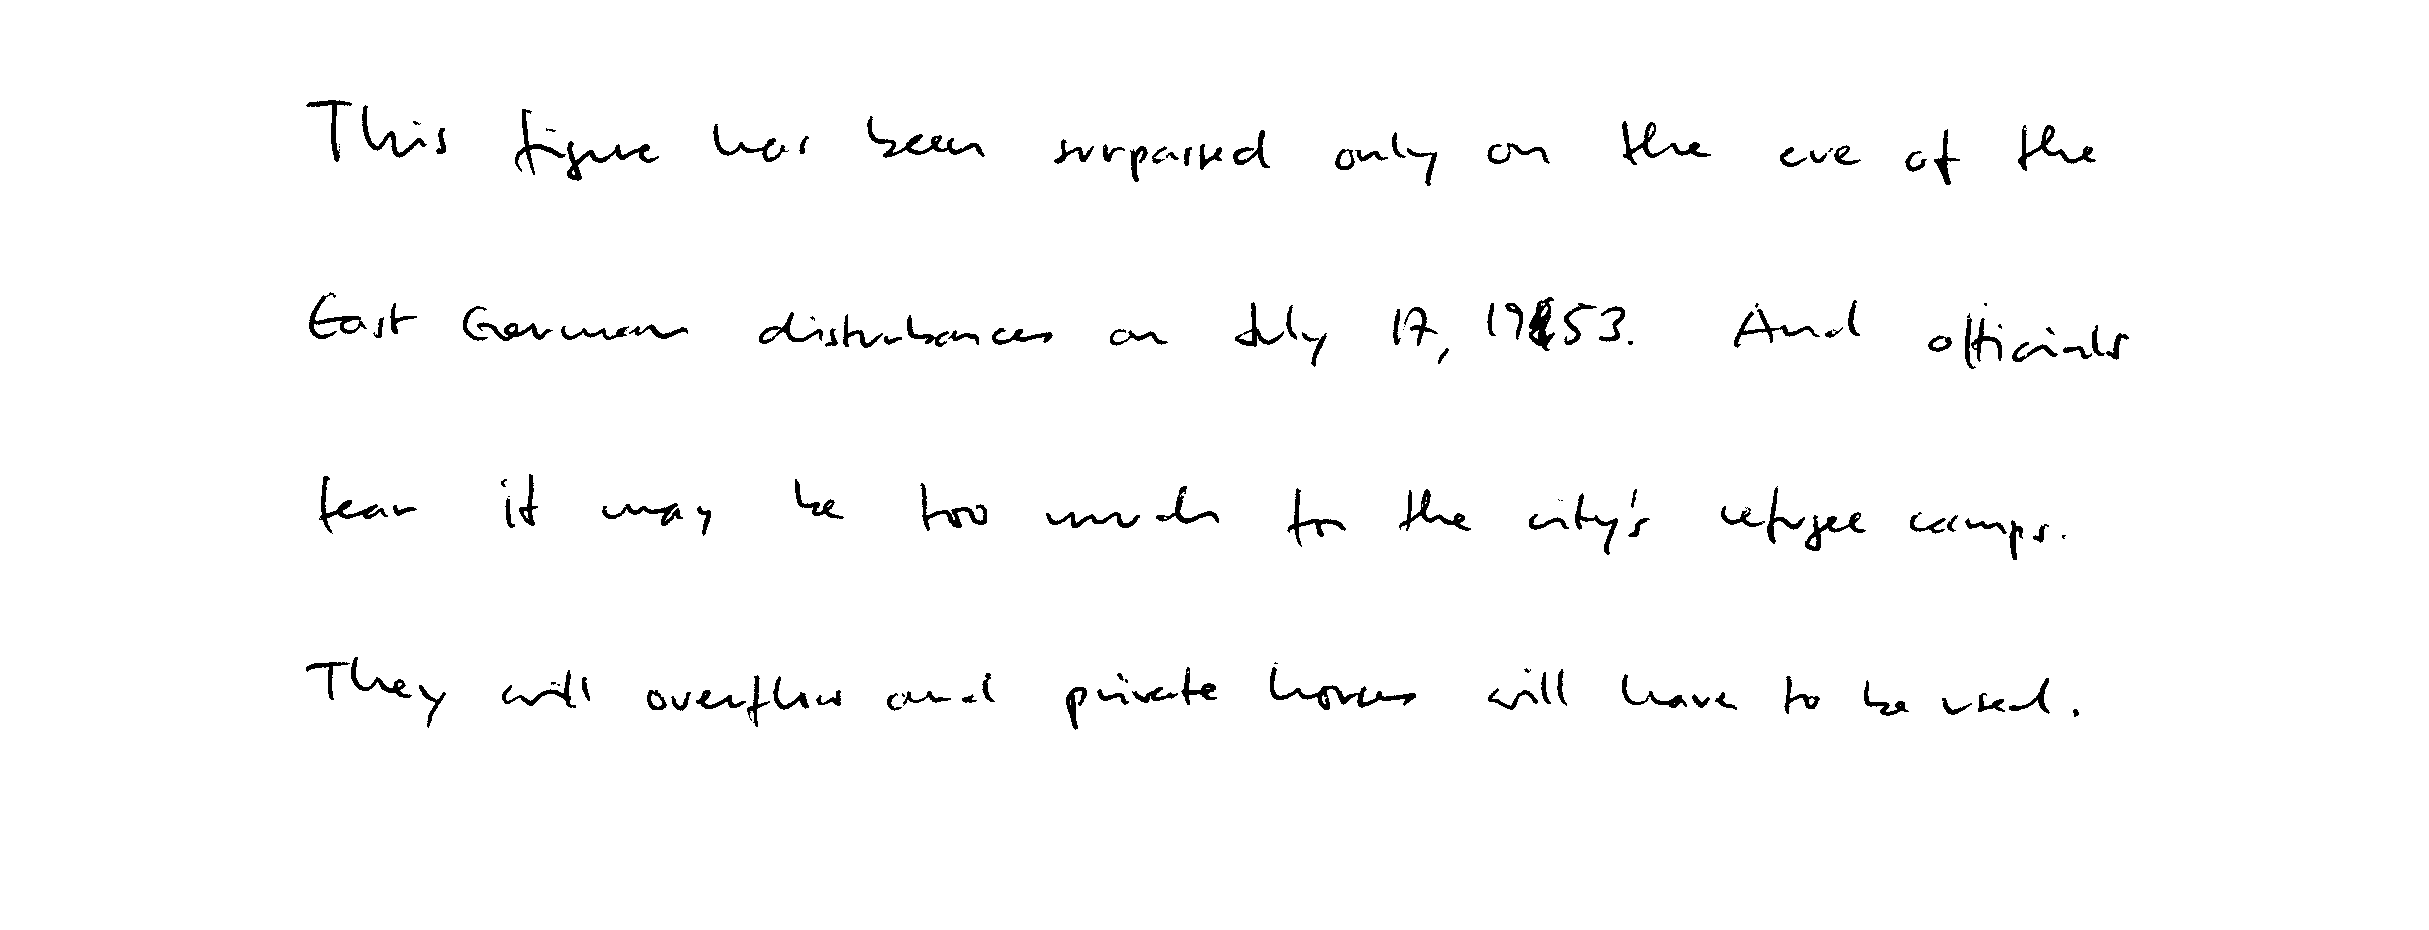 This figure has been surpassed only on the eve of the
East German disturbances on July 17, 1953. And officials
fear it may be too much for the city's refugee camps.
They will overflow and private homes will have to be used.